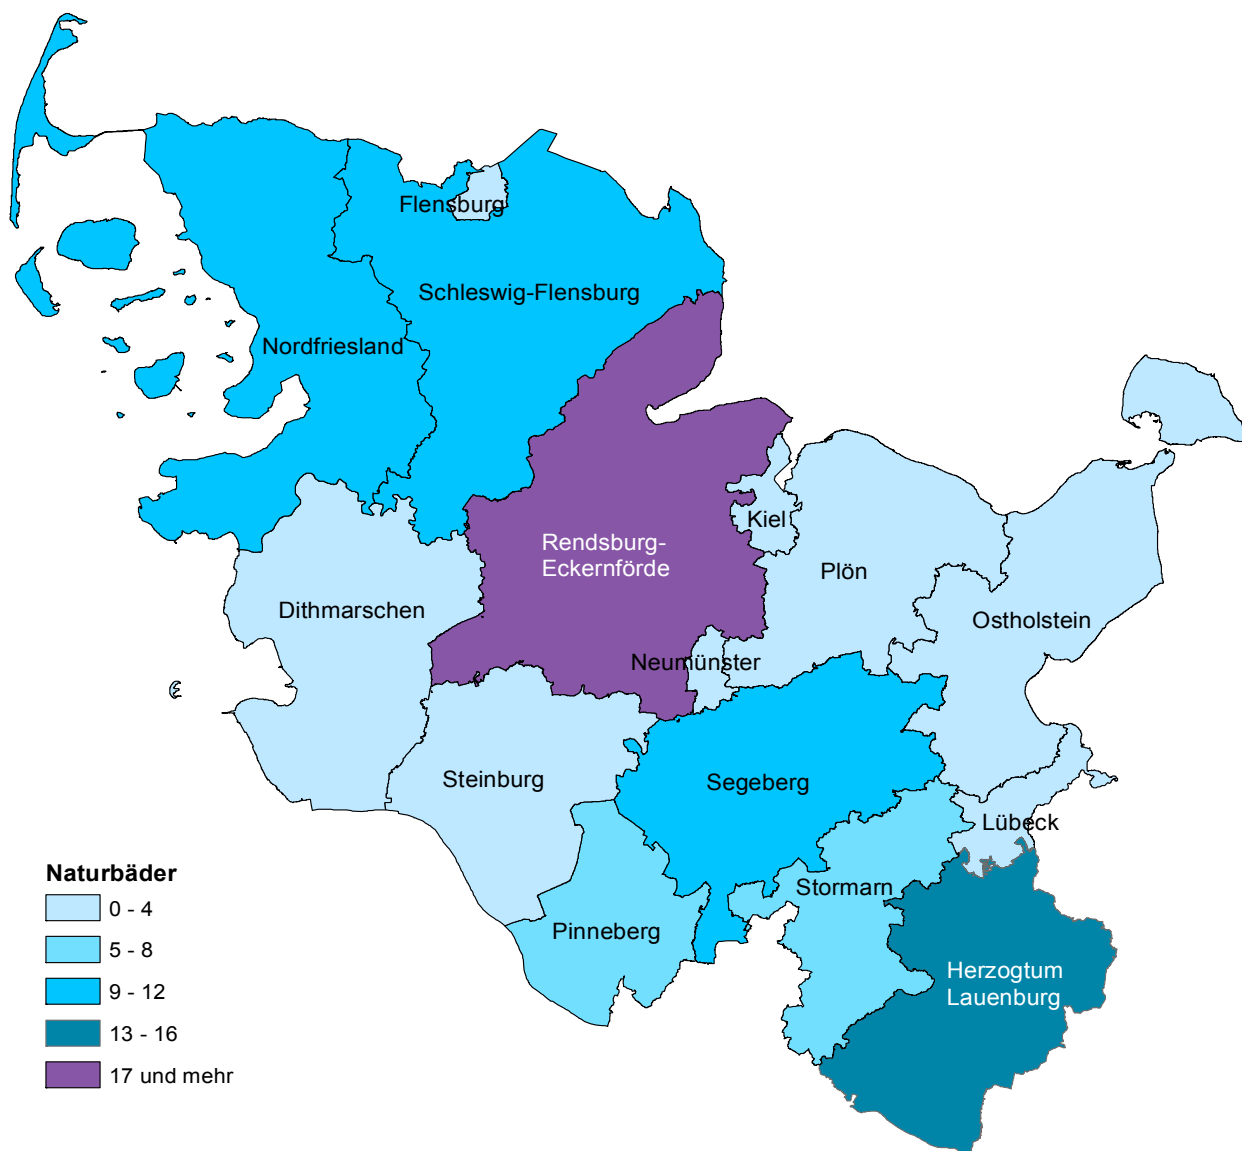 Flensburg
Schleswig-Flensburg
Nordfriesland
Kiel
Rendsburg-
Eckernförde
Plön
Dithmarschen
Ostholstein
Neumünster
Steinburg
Segeberg
Lübeck
Stormarn
Pinneberg
Herzogtum
Lauenburg
Naturbäder
0 - 4
5 - 8
9 - 12
13 - 16
17 und mehr